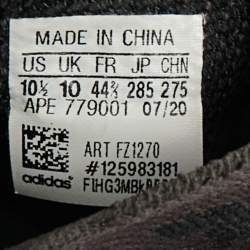 MADE IN CHINA
US UK FR JP CHN
10½ 10 44⅔ 285 275
APE 779001 07/20
ART FZ1270
#125983181
adidas